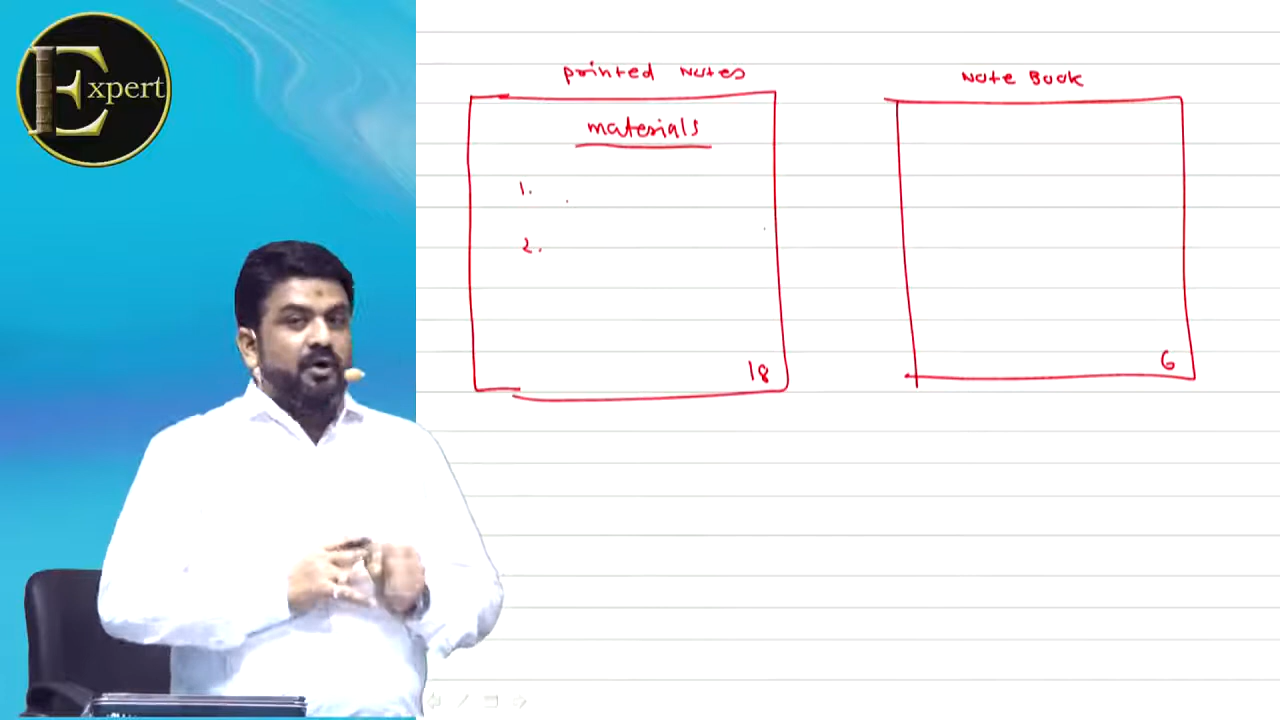 Expert
Printed Notes
materials
1.
2.
18
Note Book
6